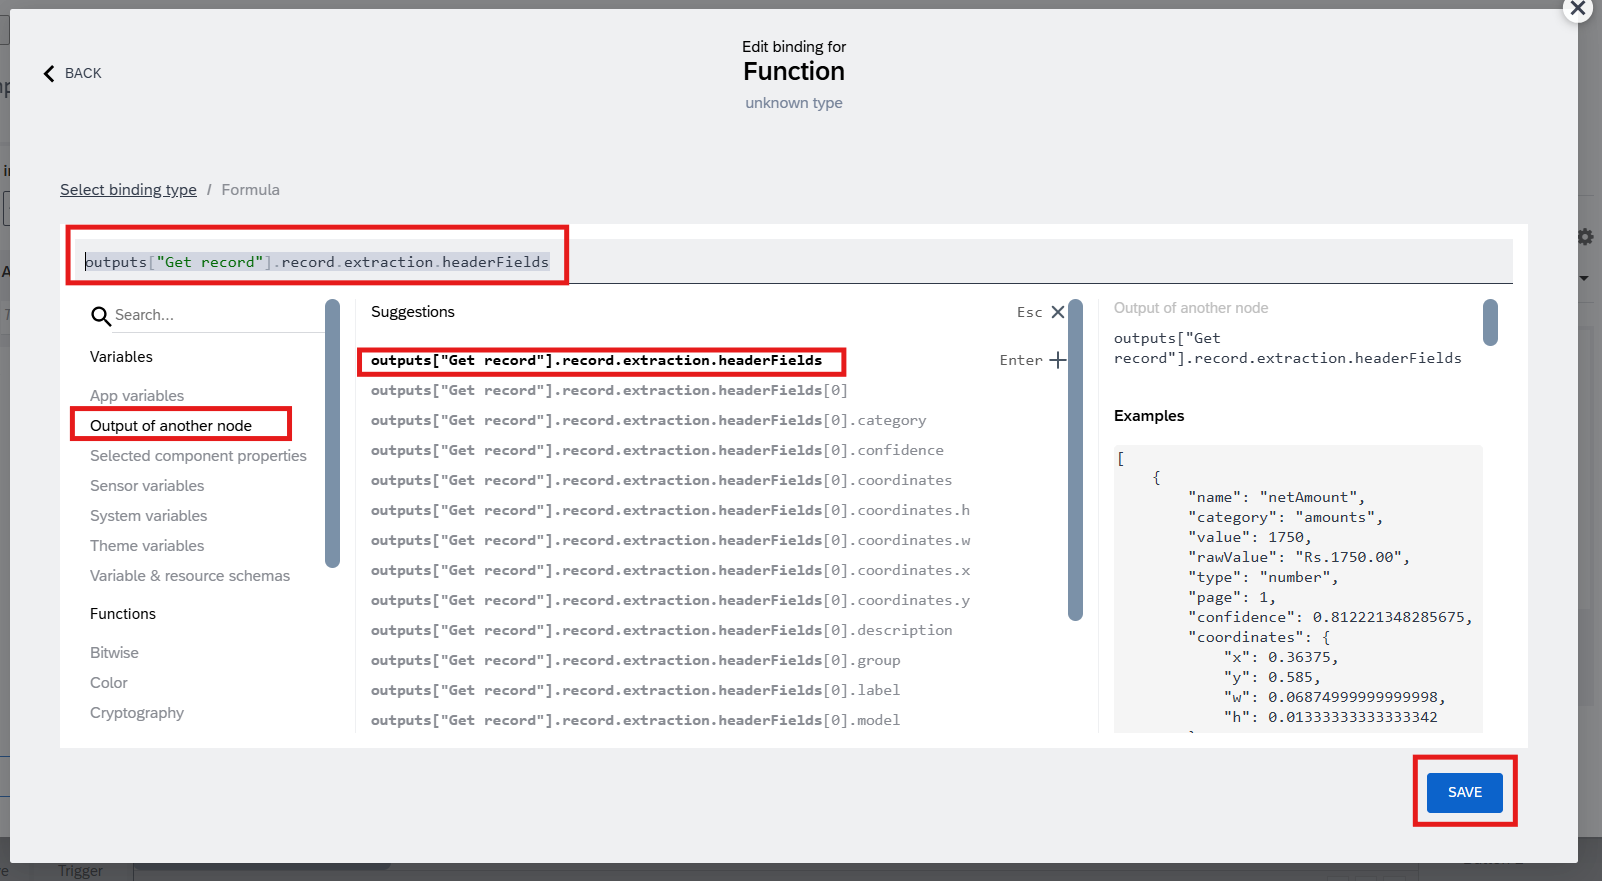 Edit binding for
Function
unknown type
BACK
Select binding type / Formula
outputs["Get record"].record.extraction.headerFields
Search...
Variables
App variables
Output of another node
Selected component properties
Sensor variables
System variables
Theme variables
Variable & resource schemas
Functions
Bitwise
Color
Cryptography
Suggestions
Esc
outputs["Get record"].record.extraction.headerFields
Enter
outputs["Get record"].record.extraction.headerFields[0]
outputs["Get record"].record.extraction.headerFields[0].category
outputs["Get record"].record.extraction.headerFields[0].confidence
outputs["Get record"].record.extraction.headerFields[0].coordinates
outputs["Get record"].record.extraction.headerFields[0].coordinates.h
outputs["Get record"].record.extraction.headerFields[0].coordinates.w
outputs["Get record"].record.extraction.headerFields[0].coordinates.x
outputs["Get record"].record.extraction.headerFields[0].coordinates.y
outputs["Get record"].record.extraction.headerFields[0].description
outputs["Get record"].record.extraction.headerFields[0].group
outputs["Get record"].record.extraction.headerFields[0].label
outputs["Get record"].record.extraction.headerFields[0].model
Output of another node
outputs["Get
record"].record.extraction.headerFields
Examples
[
{
"name": "netAmount",
"category": "amounts",
"value": 1750,
"rawValue": "Rs.1750.00",
"type": "number",
"page": 1,
"confidence": 0.812221348285675,
"coordinates": {
"x": 0.36375,
"y": 0.585,
"w": 0.06874999999999998,
"h": 0.01333333333333342
SAVE
Trigger